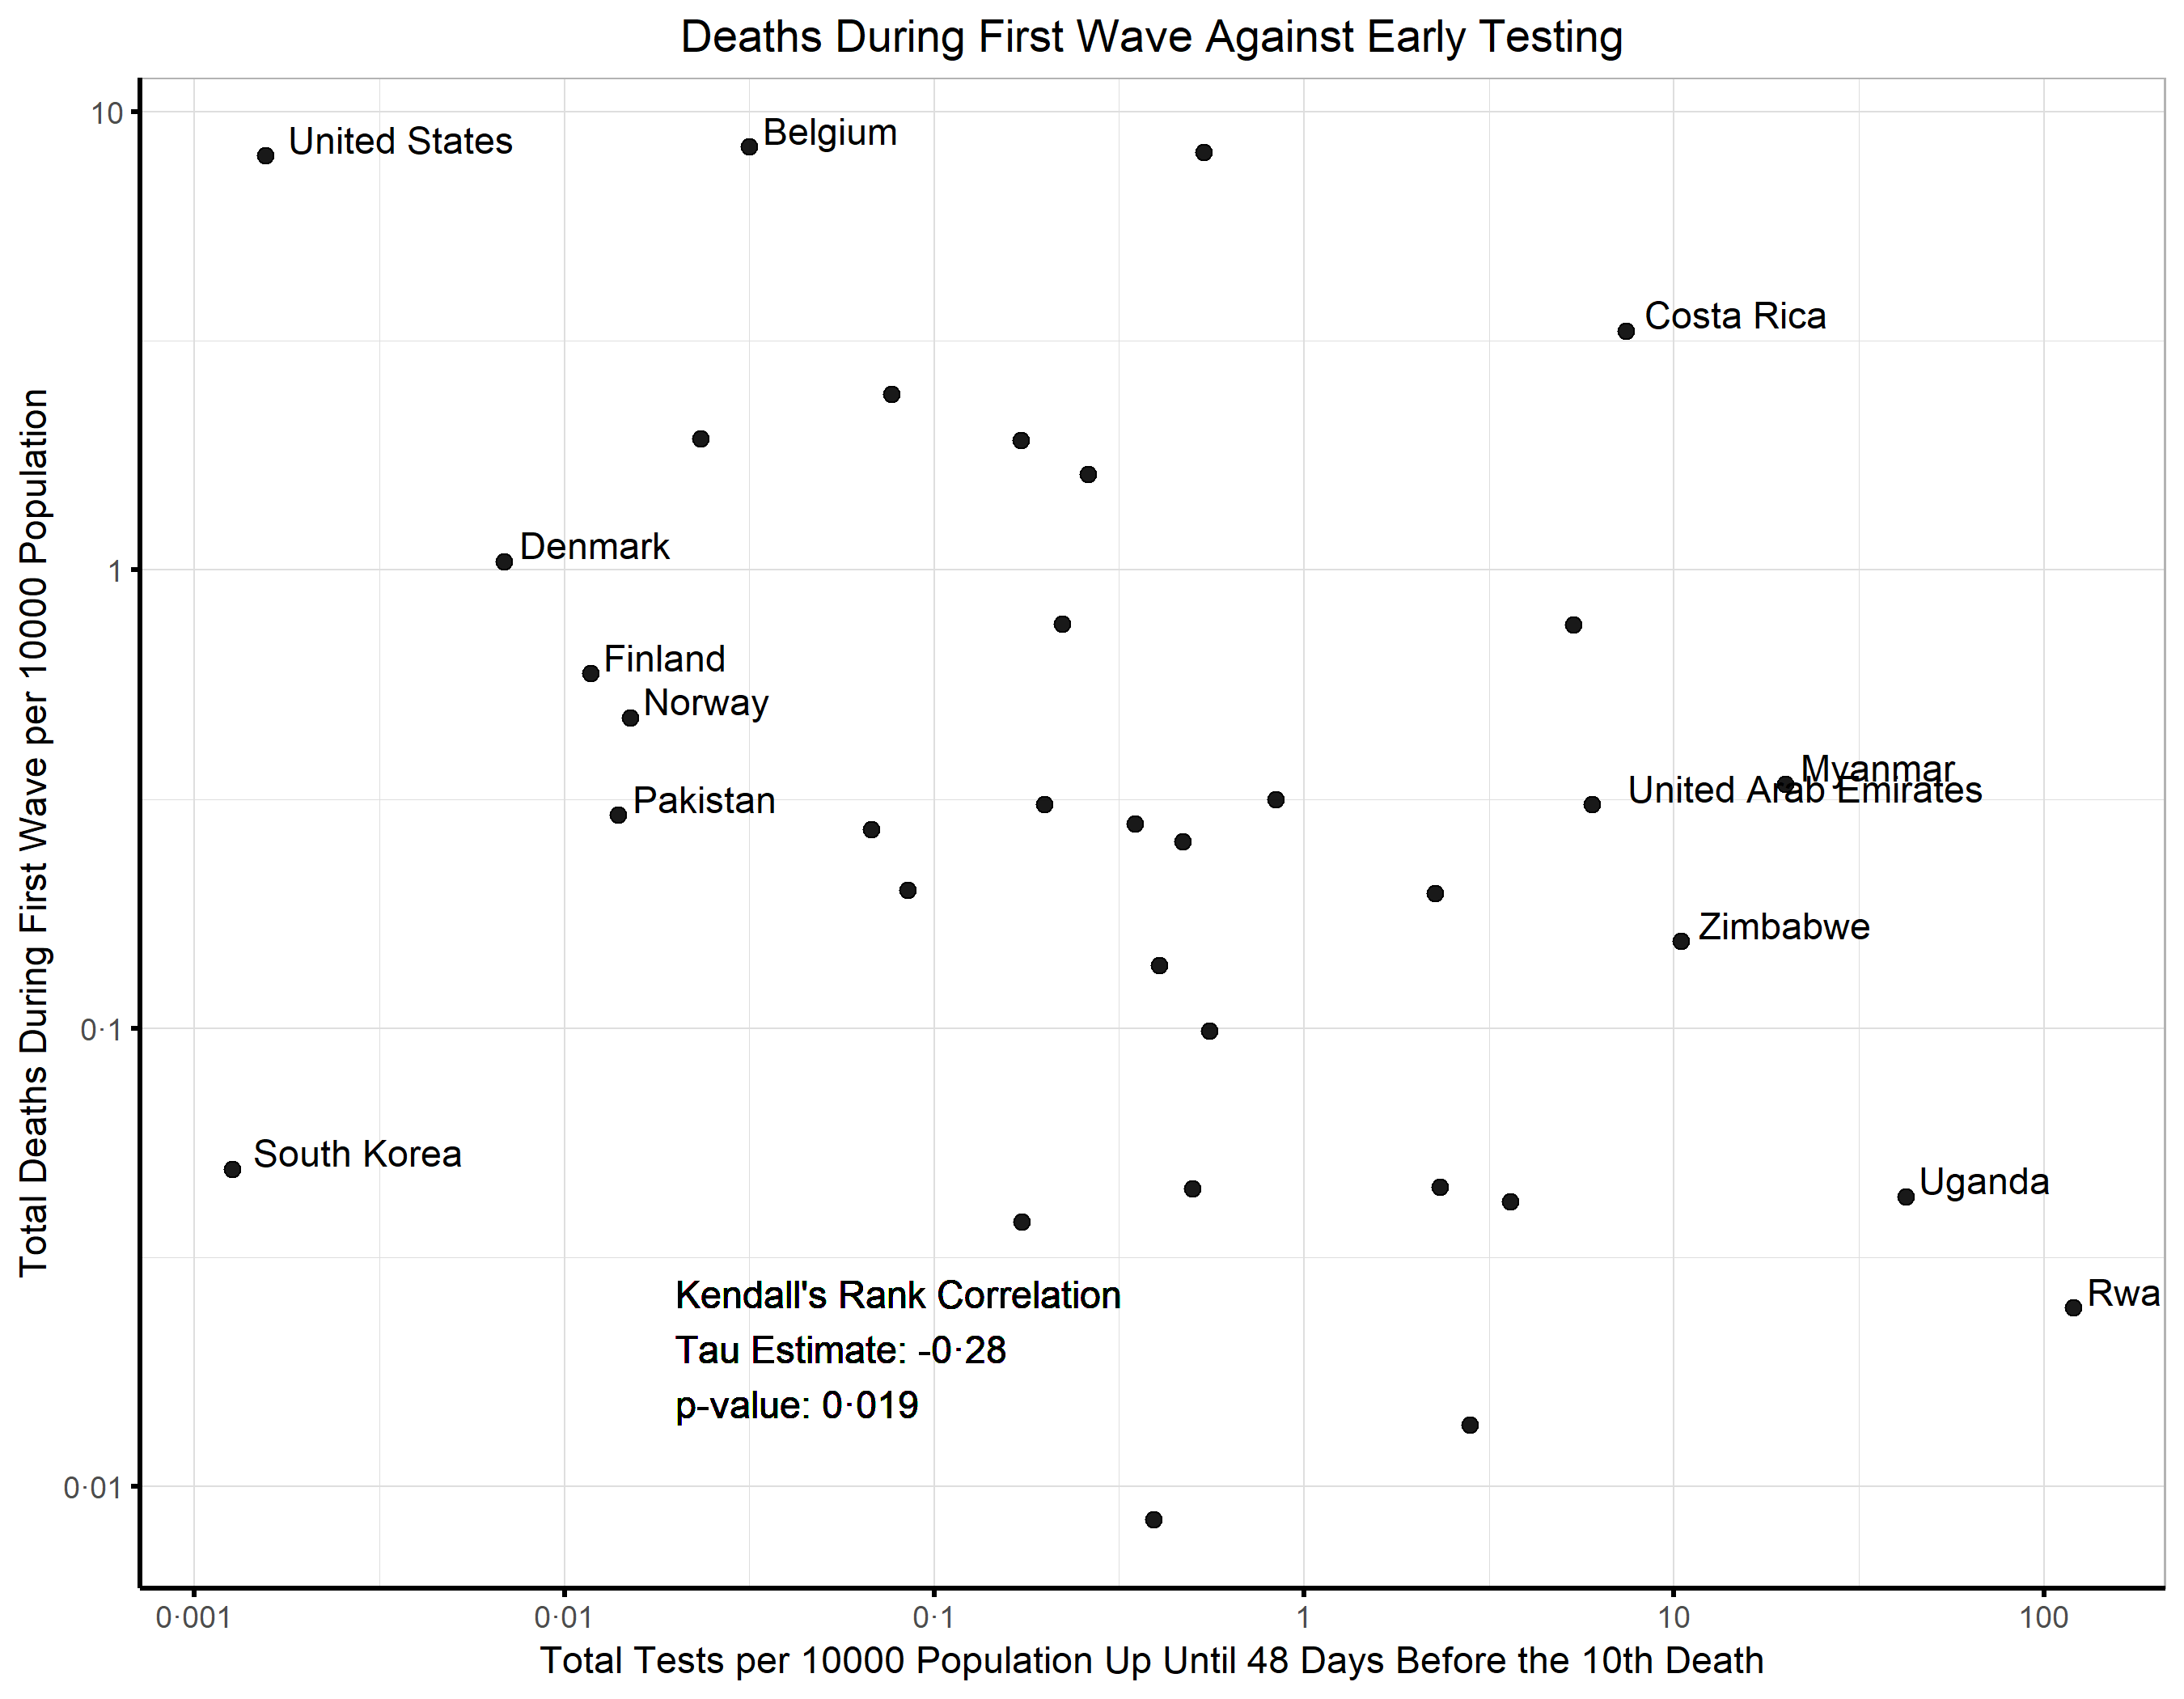 Deaths During First Wave Against Early Testing
Total Deaths During First Wave per 10000 Population
10
1
0·1
0·01
United States
Belgium
Costa Rica
Denmark
Finland
Norway
Myanmar
United Arab Emirates
Pakistan
Zimbabwe
South Korea
Uganda
Rwa
Kendall's Rank Correlation
Tau Estimate: -0·28
p-value: 0·019
0·001
0·01
0·1
1
10
100
Total Tests per 10000 Population Up Until 48 Days Before the 10th Death